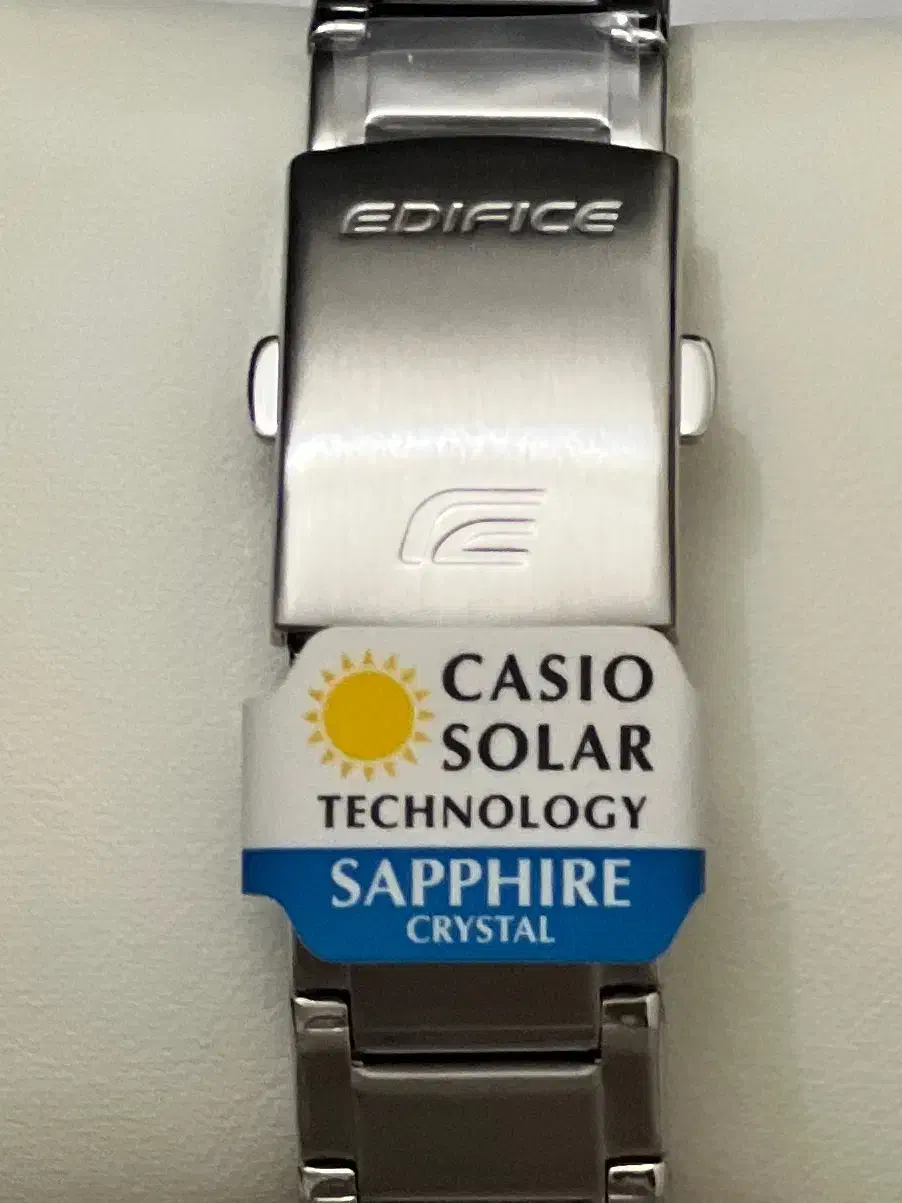 EDIFICE
CASIO
SOLAR
TECHNOLOGY
SAPPHIRE
CRYSTAL